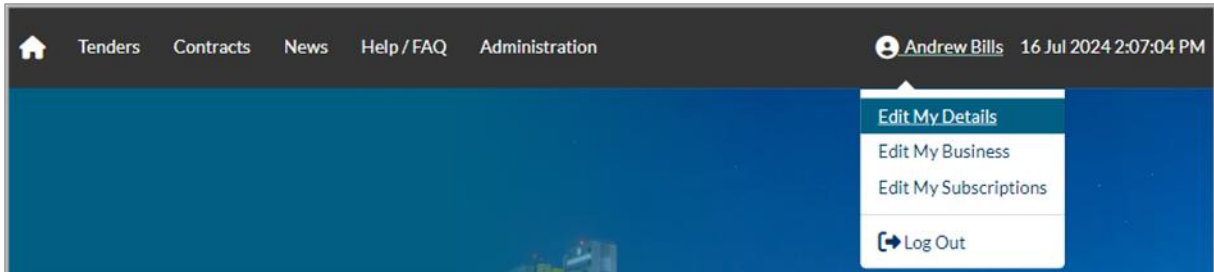 Tenders Contracts News Help / FAQ Administration Andrew Bills 16 Jul 2024 2:07:04 PM
Edit My Details
Edit My Business
Edit My Subscriptions
Log Out